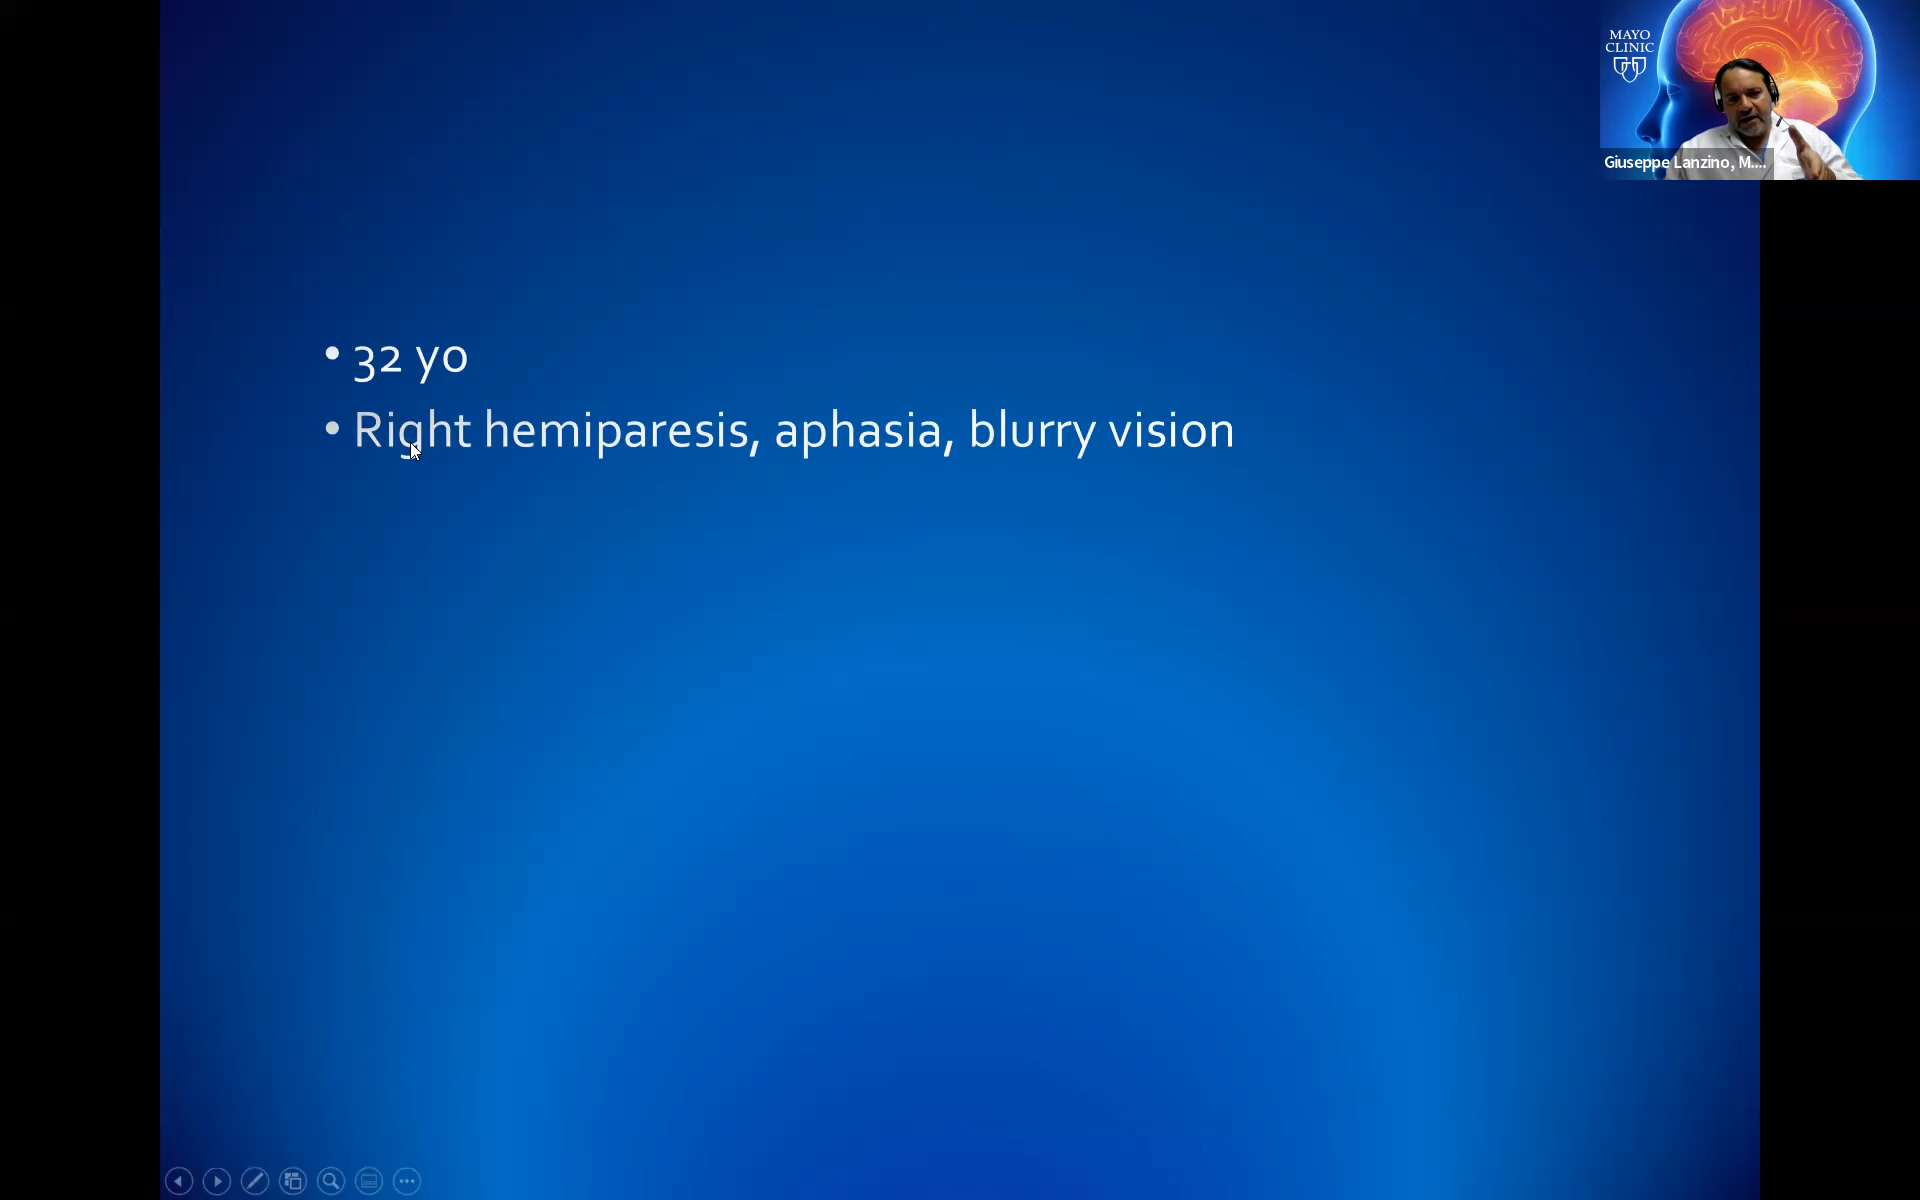 MAYO
CLINIC
Giuseppe Lanzino, M....
• 32 yo
• Right hemiparesis, aphasia, blurry vision